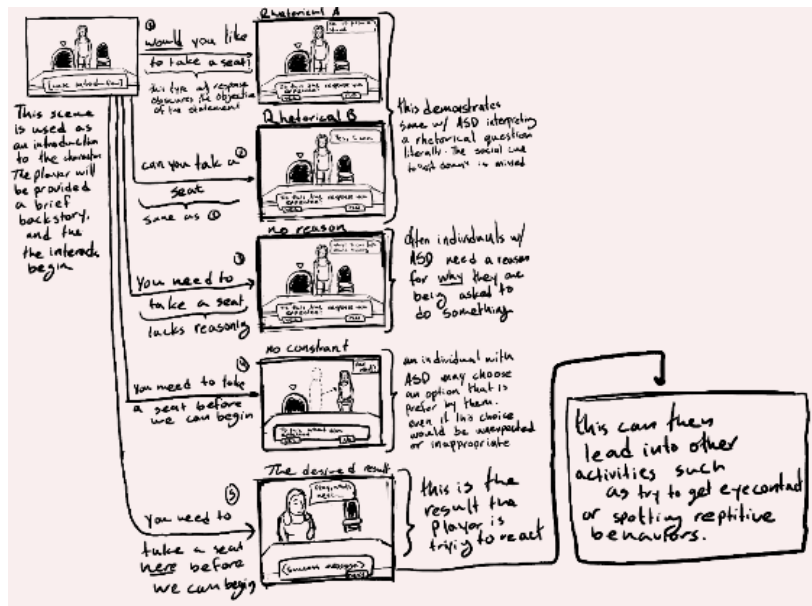 This scene
is used as
an introduction
to the character
The player will
be provided
a brief
backstory,
and the
the interack
begin
①
would you like
to take a seat?
this type of response
obscures the objective
of the statement
Rhetorical A
②
can you take a
seat
same as ①
Rhetorical B
this demonstrates
some w/ ASD interpreting
a rhetorical question
literally. The social cue
is missed
③
You need to
take a seat
lacks reasoning
no reason
often individuals w/
ASD need a reason
for why they are
being asked to
do something
④
You need to take
a seat before
we can begin
no constrant
an individual with
ASD may choose
an option that is
prefer by them.
even if this choice
would be unexpected
or inappropriate
⑤
You need to
take a seat
here before
we can begin
The desired result
(success message)
this is the
result the
player is
trying to react
this can then
lead into other
activities such
as try to get eyecontact
or spotting reptitive
behaviors.